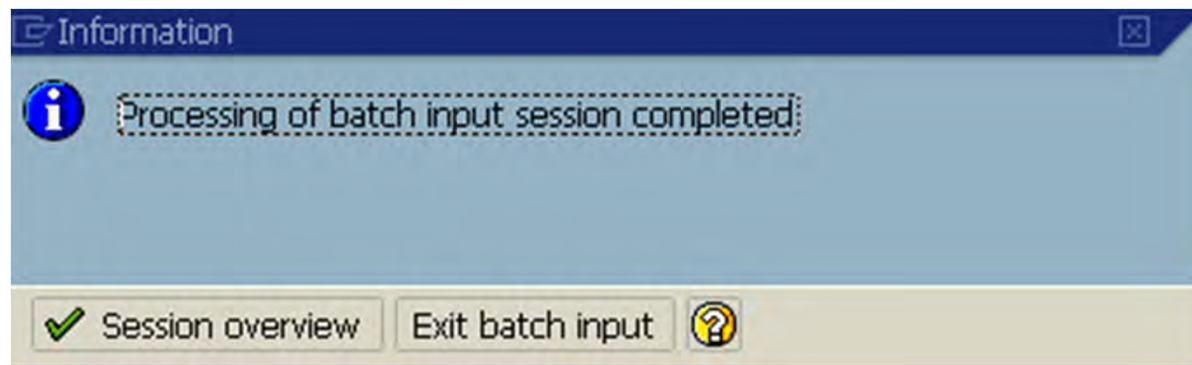 Information
Processing of batch input session completed
Session overview Exit batch input